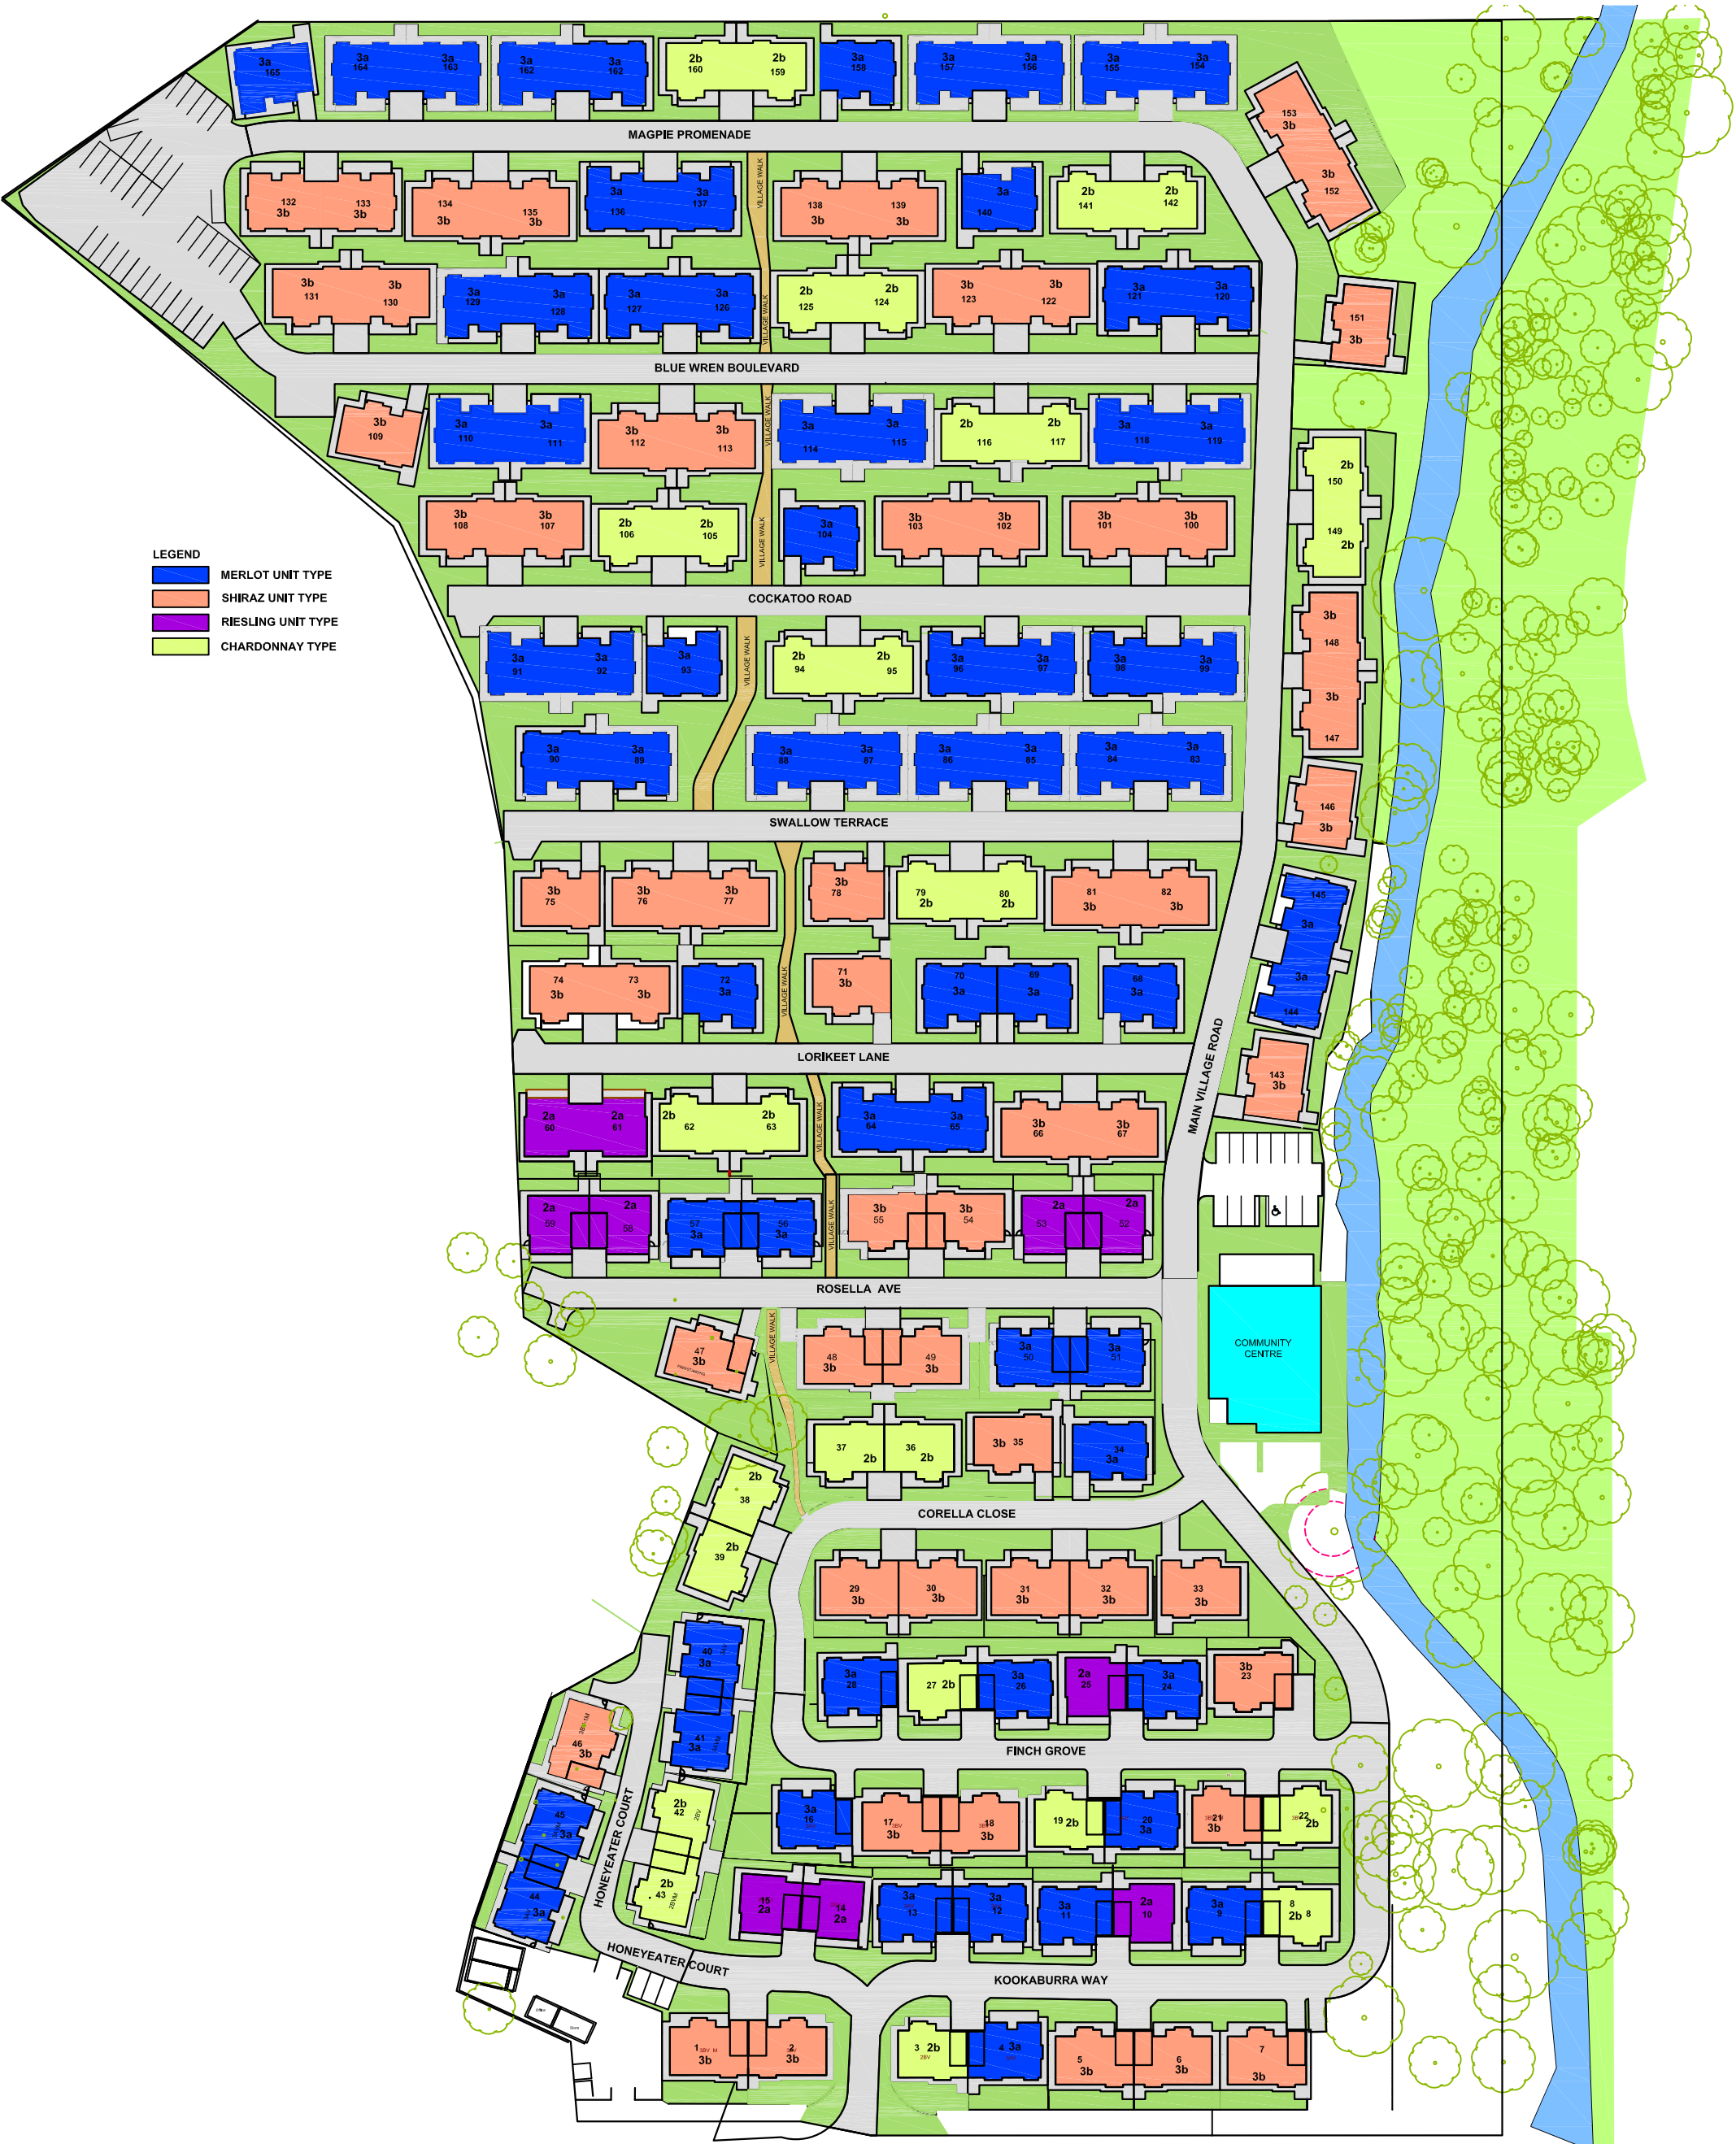 3a 165
3a 164
3a 163
3a 162
3a 162
2b 160
2b 159
3a 158
3a 157
3a 156
3a 155
3a 154
153 3b
3b 152
MAGPIE PROMENADE
132 3b
133 3b
134 3b
135 3b
3a 136
3a 137
VILLAGE WALK
138 3b
139 3b
3a 140
2b 141
2b 142
3b 131
3b 130
3a 129
3a 128
3a 127
3a 126
VILLAGE WALK
2b 125
2b 124
3b 123
3b 122
3a 121
3a 120
151 3b
BLUE WREN BOULEVARD
3b 109
3a 110
3a 111
3b 112
3b 113
VILLAGE WALK
3a 114
3a 115
2b 116
2b 117
3a 118
3a 119
2b 150
149 2b
3b 108
3b 107
2b 106
2b 105
VILLAGE WALK
3a 104
3b 103
3b 102
3b 101
3b 100
LEGEND
MERLOT UNIT TYPE
SHIRAZ UNIT TYPE
RIESLING UNIT TYPE
CHARDONNAY TYPE
COCKATOO ROAD
3a 91
3a 92
3a 93
VILLAGE WALK
2b 94
2b 95
3a 96
3a 97
3a 98
3a 99
3b 148
3b 147
3a 90
3a 89
3a 88
3a 87
3a 86
3a 85
3a 84
3a 83
146 3b
SWALLOW TERRACE
3b 75
3b 76
3b 77
3b 78
79 2b
80 2b
81 3b
82 3b
145 3a
3a 144
74 3b
73 3b
72 3a
VILLAGE WALK
71 3b
70 3a
69 3a
68 3a
LORIKEET LANE
MAIN VILLAGE ROAD
143 3b
2a 60
2a 61
2b 62
2b 63
VILLAGE WALK
3a 64
3a 65
3b 66
3b 67
2a 59
2a 58
57 3a
56 3a
VILLAGE WALK
3b 55
3b 54
2a 53
2a 52
ROSELLA AVE
COMMUNITY
CENTRE
47 3b
VILLAGE WALK
48 3b
49 3b
3a 50
3a 51
37 2b
36 2b
3b 35
34 3a
2b 38
2b 39
CORELLA CLOSE
29 3b
30 3b
31 3b
32 3b
33 3b
40 3a
41 3a
3a 28
27 2b
3a 26
2a 25
3a 24
3b 23
FINCH GROVE
46 3b
45 3a
44 3a
HONEYEATER COURT
2b 42
2b 43
3a 16
17 3b
18 3b
19 2b
20 3a
21 3b
22 2b
15 2a
14 2a
3a 13
3a 12
3a 11
2a 10
3a 9
8 2b 8
HONEYEATER COURT
KOOKABURRA WAY
1 3b
2 3b
3 2b
2BV
4 3a
5 3b
6 3b
7 3b